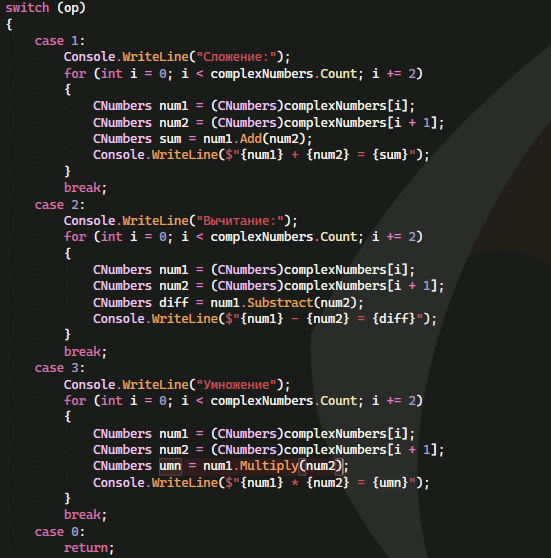 switch (op)
{
case 1:
Console.WriteLine("Сложение:");
for (int i = 0; i < complexNumbers.Count; i += 2)
{
CNumbers num1 = (CNumbers)complexNumbers[i];
CNumbers num2 = (CNumbers)complexNumbers[i + 1];
CNumbers sum = num1.Add(num2);
Console.WriteLine($"{num1} + {num2} = {sum}");
}
break;
case 2:
Console.WriteLine("Вычитание:");
for (int i = 0; i < complexNumbers.Count; i += 2)
{
CNumbers num1 = (CNumbers)complexNumbers[i];
CNumbers num2 = (CNumbers)complexNumbers[i + 1];
CNumbers diff = num1.Substract(num2);
Console.WriteLine($"{num1} - {num2} = {diff}");
}
break;
case 3:
Console.WriteLine("Умножение");
for (int i = 0; i < complexNumbers.Count; i += 2)
{
CNumbers num1 = (CNumbers)complexNumbers[i];
CNumbers num2 = (CNumbers)complexNumbers[i + 1];
CNumbers umn = num1.Multiply(num2);
Console.WriteLine($"{num1} * {num2} = {umn}");
}
break;
case 0:
return;